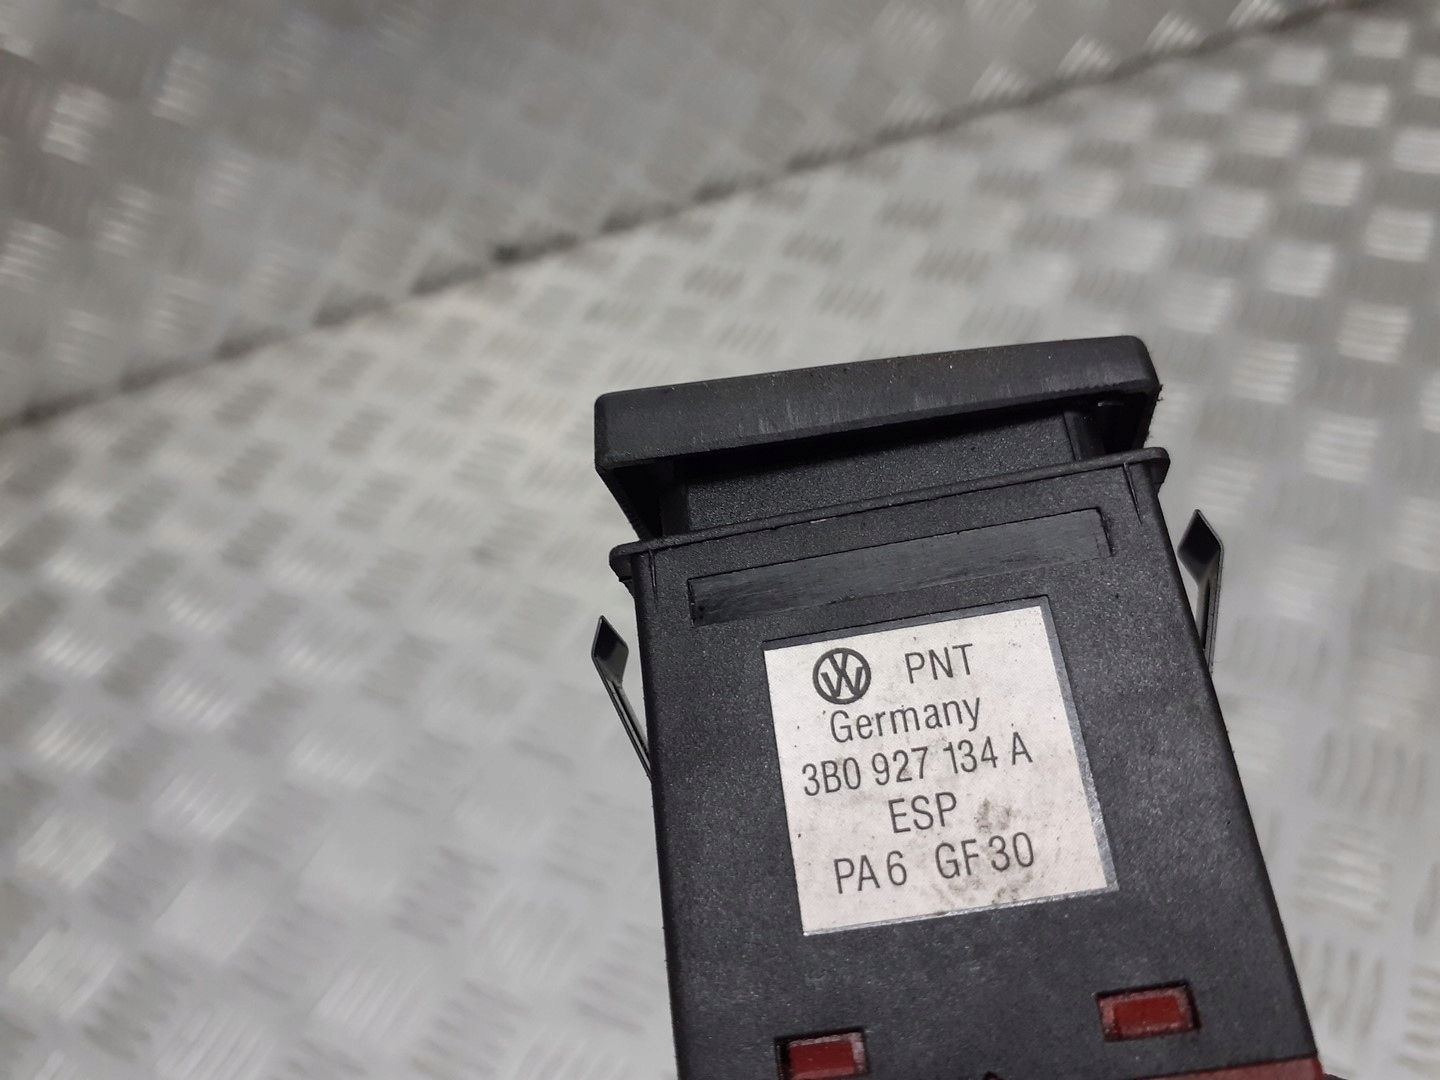 PNT
Germany
3B0 927 134 A
ESP
PA6 GF30